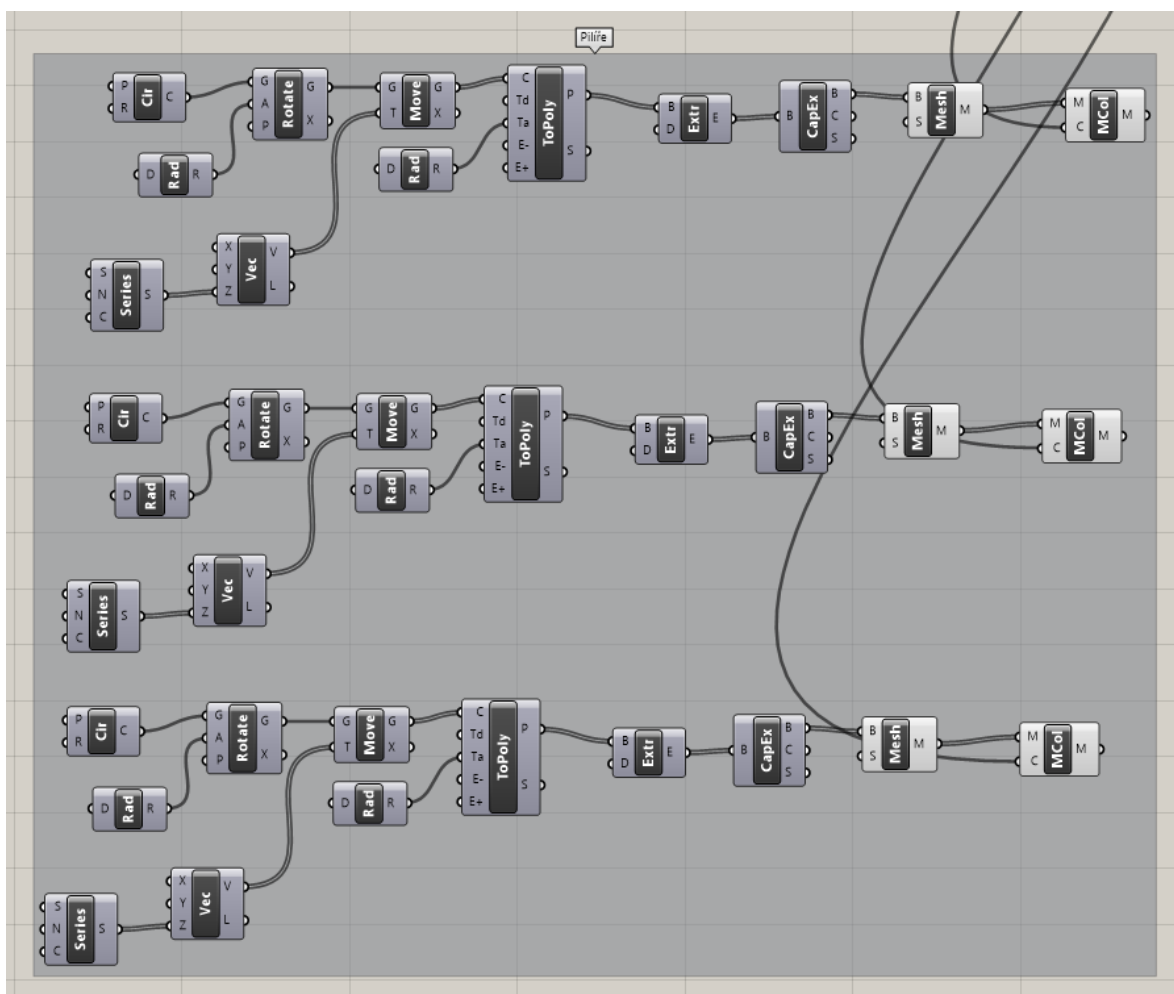 Pilíře
P R Cir C
G A P Rotate G X
G T Move G X
C Td Ta E- E+ ToPoly P S
B D Extr E
B CapEx B C S
B S Mesh M
M C MCol M
D Rad R
D Rad R
X Y Z Vec V L
S N C Series S
P R Cir C
G A P Rotate G X
G T Move G X
C Td Ta E- E+ ToPoly P S
B D Extr E
B CapEx B C S
B S Mesh M
M C MCol M
D Rad R
D Rad R
X Y Z Vec V L
S N C Series S
P R Cir C
G A P Rotate G X
G T Move G X
C Td Ta E- E+ ToPoly P S
B D Extr E
B CapEx B C S
B S Mesh M
M C MCol M
D Rad R
D Rad R
X Y Z Vec V L
S N C Series S